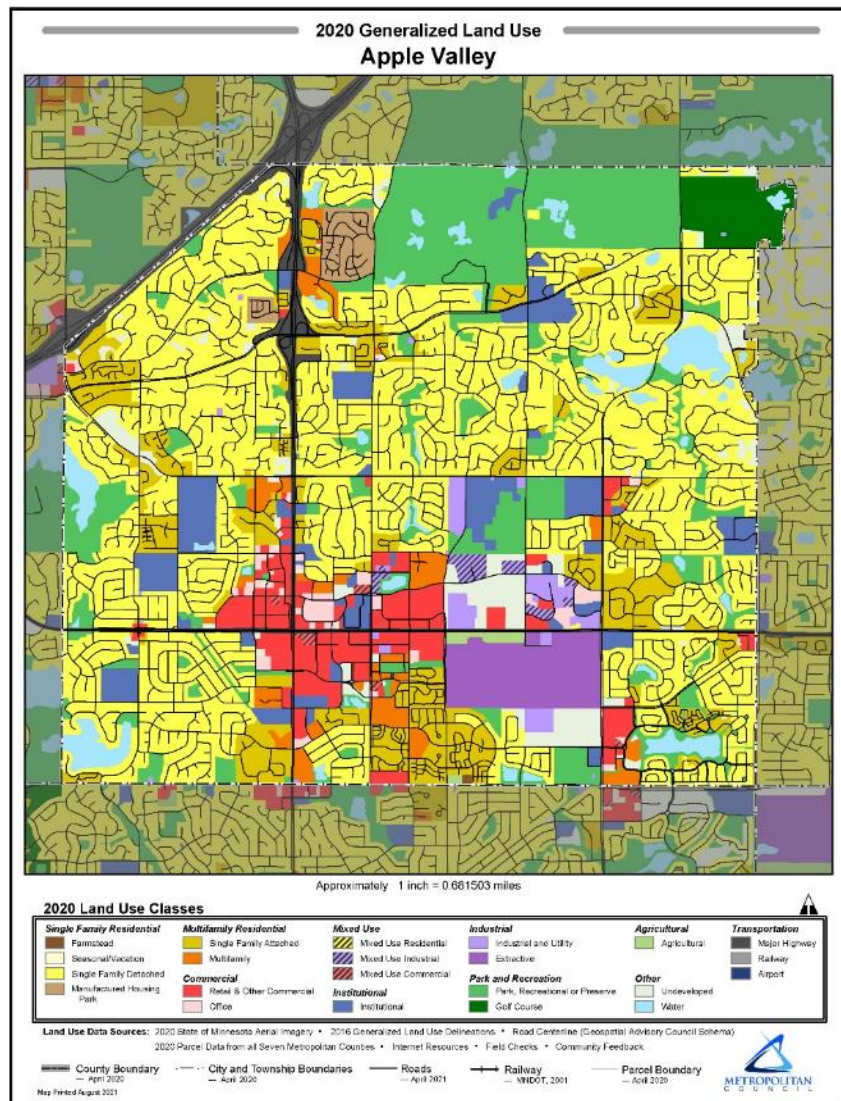 2020 Generalized Land Use
Apple Valley
Approximately 1 inch = 0.681503 miles
2020 Land Use Classes
Single Family Residential
Farmstead
Seasonal/Vacation
Single Family Detached
Manufactured Housing Park
Multifamily Residential
Single Family Attached
Multifamily
Commercial
Retail & Other Commercial
Office
Mixed Use
Mixed Use Residential
Mixed Use Industrial
Mixed Use Commercial
Institutional
Institutional
Industrial
Industrial and Utility
Extractive
Park and Recreation
Park, Recreational or Preserve
Golf Course
Agricultural
Agricultural
Other
Undeveloped
Water
Transportation
Major Highway
Railway
Airport
Land Use Data Sources: 2020 State of Minnesota Aerial Imagery • 2016 Generalized Land Use Delineations • Road Centerline (Geospatial Advisory Council Schema)
2020 Parcel Data from all Seven Metropolitan Counties • Internet Resources • Field Checks • Community Feedback
County Boundary
— April 2020
City and Township Boundaries
— April 2020
Roads
— April 2021
Railway
— MNDOT, 2001
Parcel Boundary
— April 2020
Map Printed August 2021
METROPOLITAN
COUNCIL